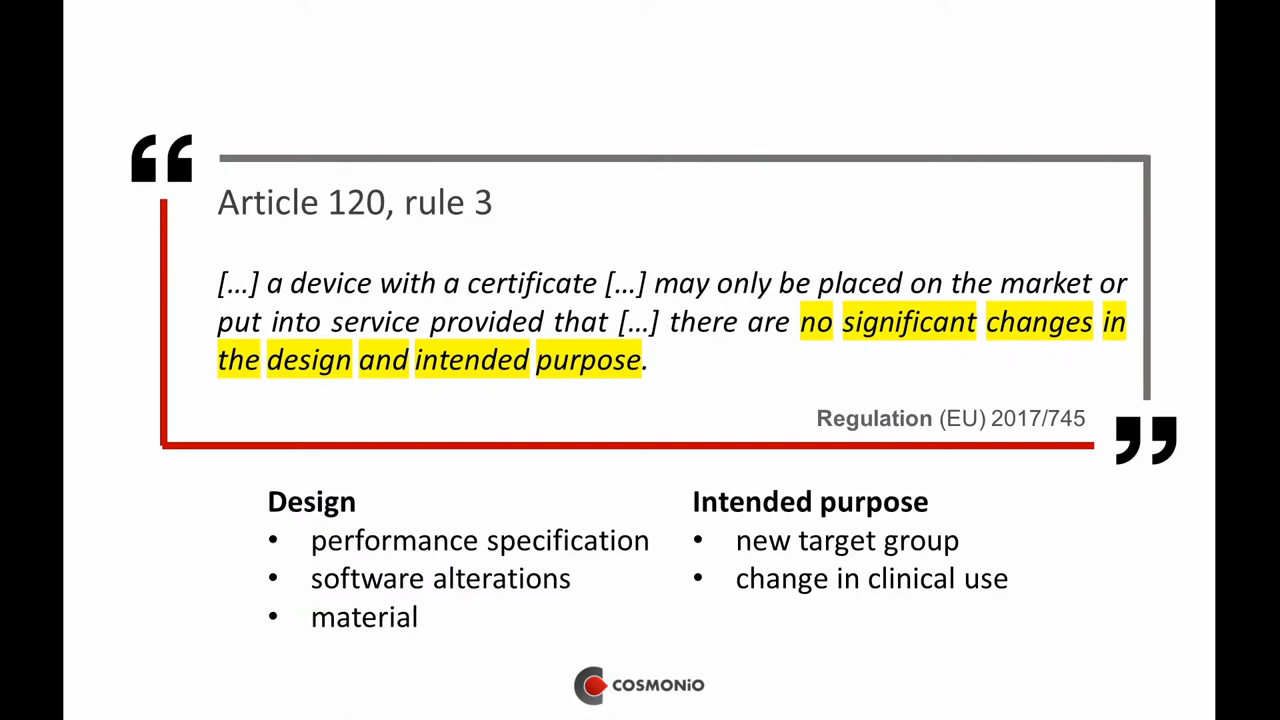 “
Article 120, rule 3
[…] a device with a certificate […] may only be placed on the market or
put into service provided that […] there are no significant changes in
the design and intended purpose.
Regulation (EU) 2017/745
”
Design
• performance specification
• software alterations
• material
Intended purpose
• new target group
• change in clinical use
COSMONiO